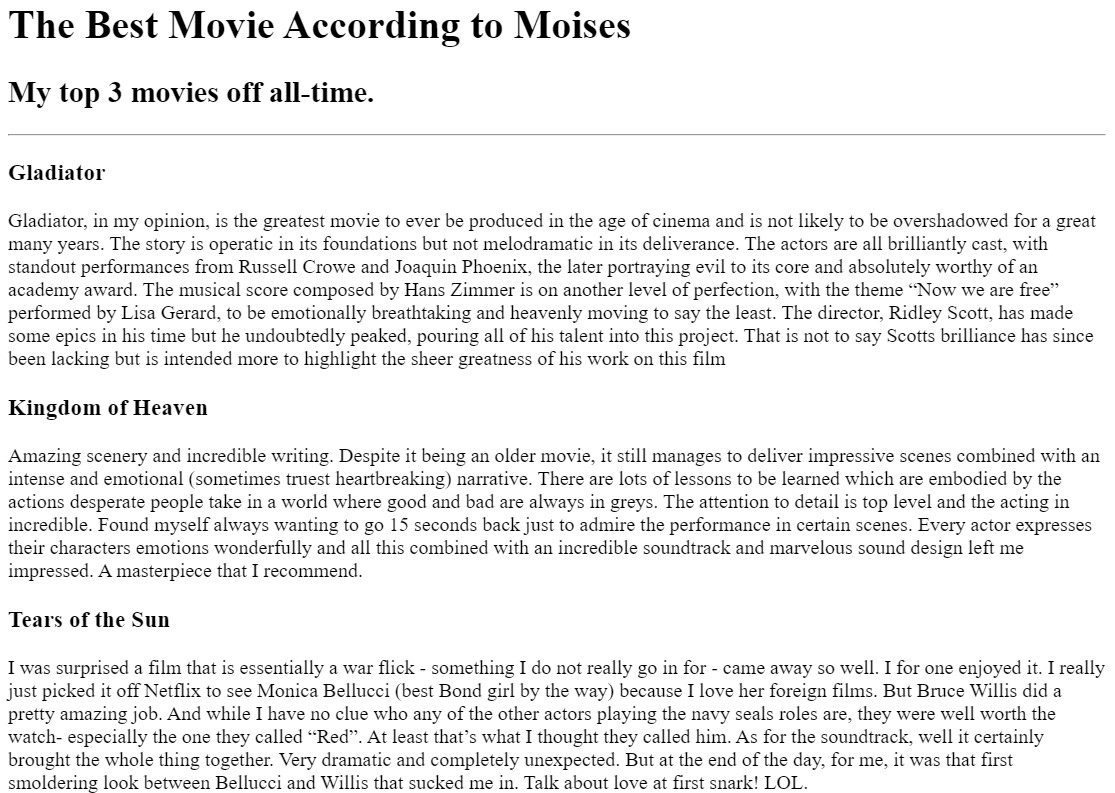 The Best Movie According to Moises
My top 3 movies off all-time.
Gladiator
Gladiator, in my opinion, is the greatest movie to ever be produced in the age of cinema and is not likely to be overshadowed for a great
many years. The story is operatic in its foundations but not melodramatic in its deliverance. The actors are all brilliantly cast, with
standout performances from Russell Crowe and Joaquin Phoenix, the later portraying evil to its core and absolutely worthy of an
academy award. The musical score composed by Hans Zimmer is on another level of perfection, with the theme “Now we are free”
performed by Lisa Gerard, to be emotionally breathtaking and heavenly moving to say the least. The director, Ridley Scott, has made
some epics in his time but he undoubtedly peaked, pouring all of his talent into this project. That is not to say Scotts brilliance has since
been lacking but is intended more to highlight the sheer greatness of his work on this film
Kingdom of Heaven
Amazing scenery and incredible writing. Despite it being an older movie, it still manages to deliver impressive scenes combined with an
intense and emotional (sometimes truest heartbreaking) narrative. There are lots of lessons to be learned which are embodied by the
actions desperate people take in a world where good and bad are always in greys. The attention to detail is top level and the acting in
incredible. Found myself always wanting to go 15 seconds back just to admire the performance in certain scenes. Every actor expresses
their characters emotions wonderfully and all this combined with an incredible soundtrack and marvelous sound design left me
impressed. A masterpiece that I recommend.
Tears of the Sun
I was surprised a film that is essentially a war flick - something I do not really go in for - came away so well. I for one enjoyed it. I really
just picked it off Netflix to see Monica Bellucci (best Bond girl by the way) because I love her foreign films. But Bruce Willis did a
pretty amazing job. And while I have no clue who any of the other actors playing the navy seals roles are, they were well worth the
watch- especially the one they called “Red”. At least that’s what I thought they called him. As for the soundtrack, well it certainly
brought the whole thing together. Very dramatic and completely unexpected. But at the end of the day, for me, it was that first
smoldering look between Bellucci and Willis that sucked me in. Talk about love at first snark! LOL.